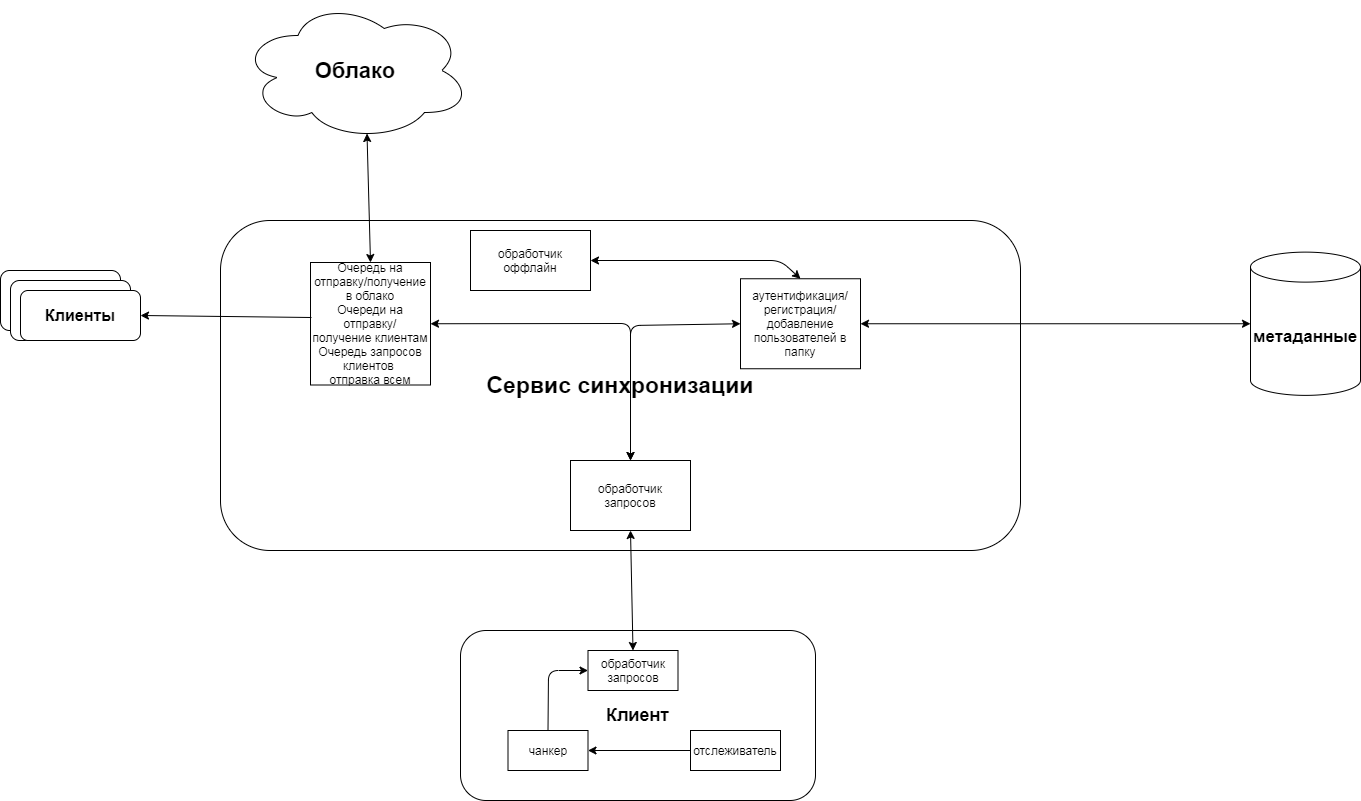 Облако
обработчик
оффлайн
Очередь на
отправку/получение
в облако
Очереди на
отправку/
получение клиентам
Очередь запросов
клиентов
отправка всем
аутентификация/
регистрация/
добавление
пользователей в
папку
Клиенты
метаданные
Сервис синхронизации
обработчик
запросов
обработчик
запросов
Клиент
чанкер
отслеживатель